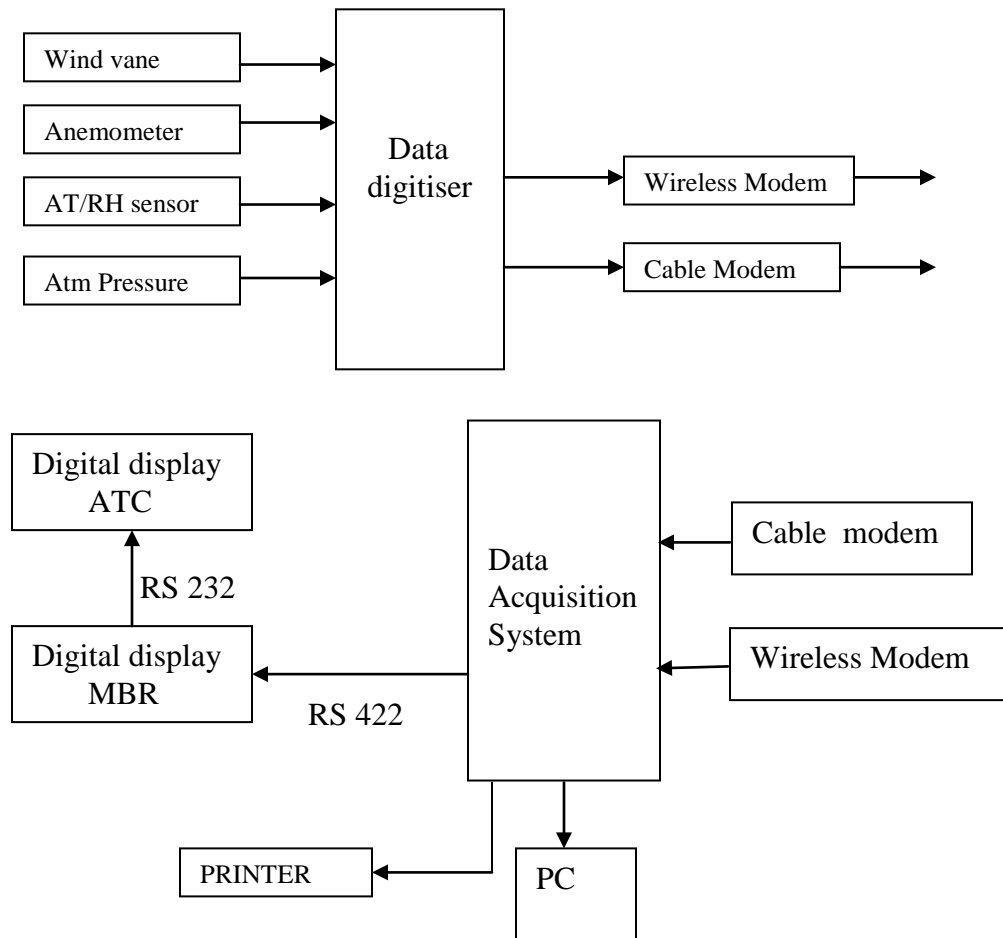 Wind vane
Anemometer
AT/RH sensor
Atm Pressure
Data
digitiser
Wireless Modem
Cable Modem
Digital display
ATC
RS 232
Digital display
MBR
RS 422
Data
Acquisition
System
Cable modem
Wireless Modem
PRINTER
PC